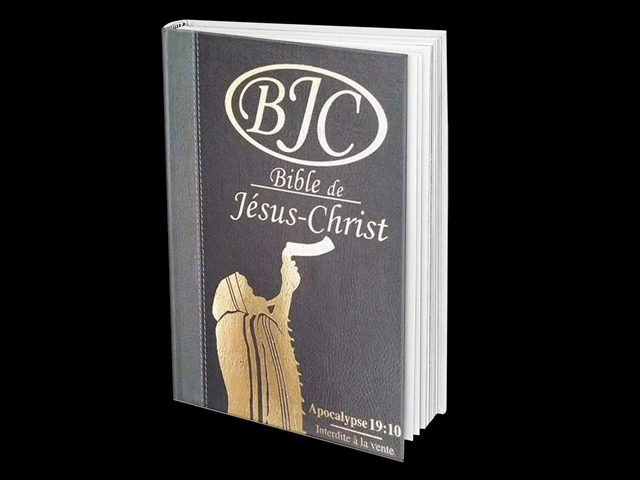 BJC
Bible de
Jésus-Christ
Apocalypse 19:10
Interdite à la vente